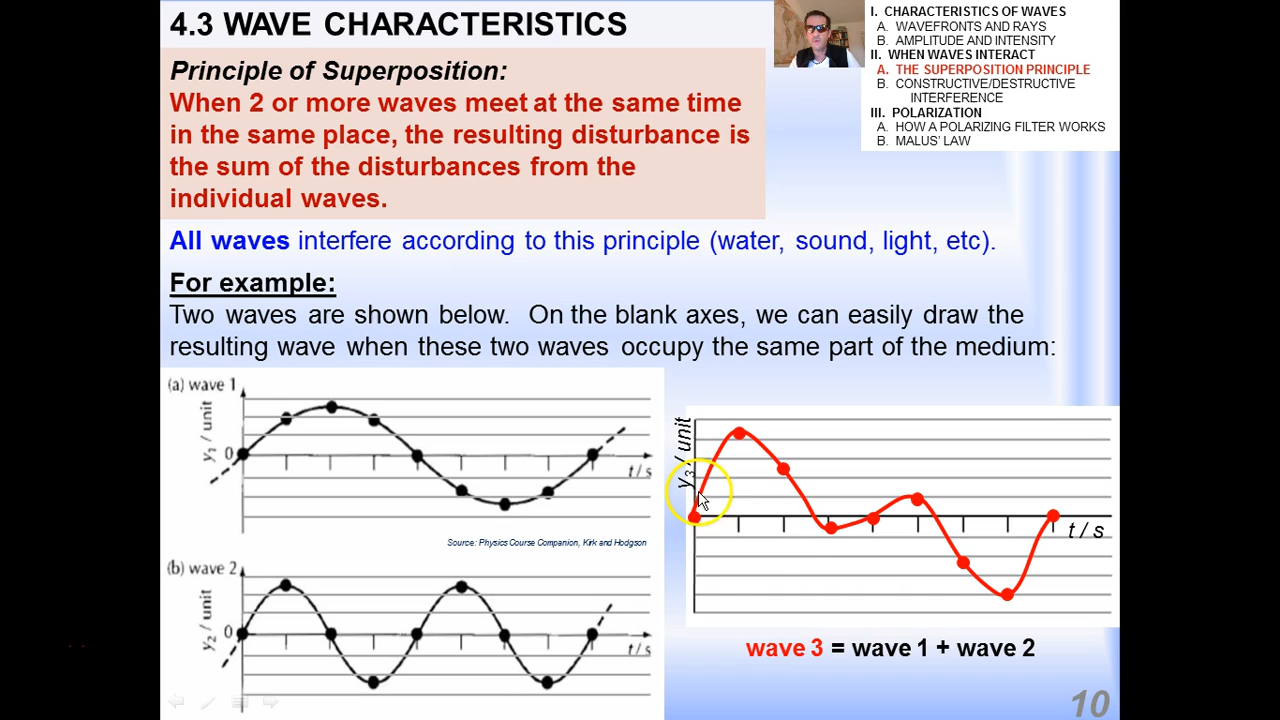 4.3 WAVE CHARACTERISTICS
Principle of Superposition:
When 2 or more waves meet at the same time
in the same place, the resulting disturbance is
the sum of the disturbances from the
individual waves.
I. CHARACTERISTICS OF WAVES
A. WAVEFRONTS AND RAYS
B. AMPLITUDE AND INTENSITY
II. WHEN WAVES INTERACT
A. THE SUPERPOSITION PRINCIPLE
B. CONSTRUCTIVE/DESTRUCTIVE
INTERFERENCE
III. POLARIZATION
A. HOW A POLARIZING FILTER WORKS
B. MALUS' LAW
All waves interfere according to this principle (water, sound, light, etc).
For example:
Two waves are shown below. On the blank axes, we can easily draw the
resulting wave when these two waves occupy the same part of the medium:
(a) wave 1
y₁ / unit
0
t / s
Source: Physics Course Companion, Kirk and Hodgson
(b) wave 2
y₂ / unit
0
t / s
y₃ / unit
t / s
wave 3 = wave 1 + wave 2
10